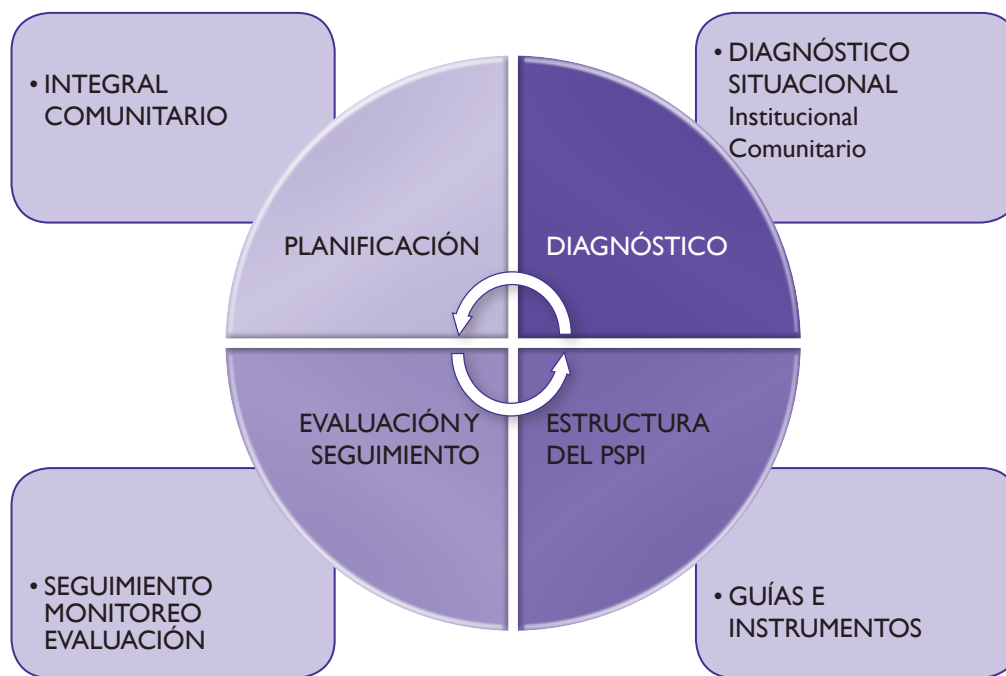 • INTEGRAL
COMUNITARIO
• DIAGNÓSTICO
SITUACIONAL
Institucional
Comunitario
PLANIFICACIÓN
DIAGNÓSTICO
EVALUACIÓN Y
SEGUIMIENTO
ESTRUCTURA
DEL PSPI
• SEGUIMIENTO
MONITOREO
EVALUACIÓN
• GUÍAS E
INSTRUMENTOS